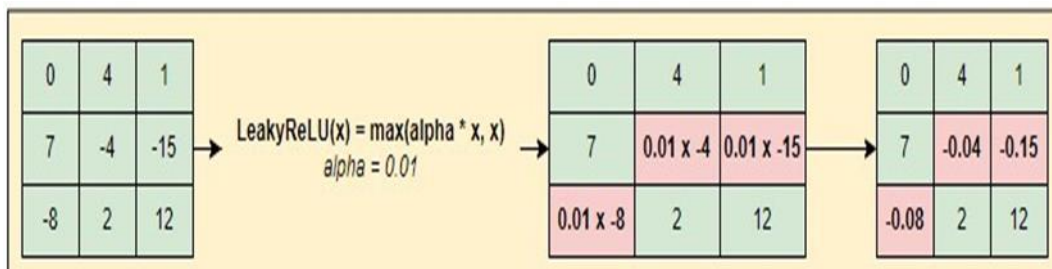 0 4 1
7 -4 -15
-8 2 12
LeakyReLU(x) = max(alpha * x, x)
alpha = 0.01
0 4 1
7 0.01 x -4 0.01 x -15
0.01 x -8 2 12
0 4 1
7 -0.04 -0.15
-0.08 2 12